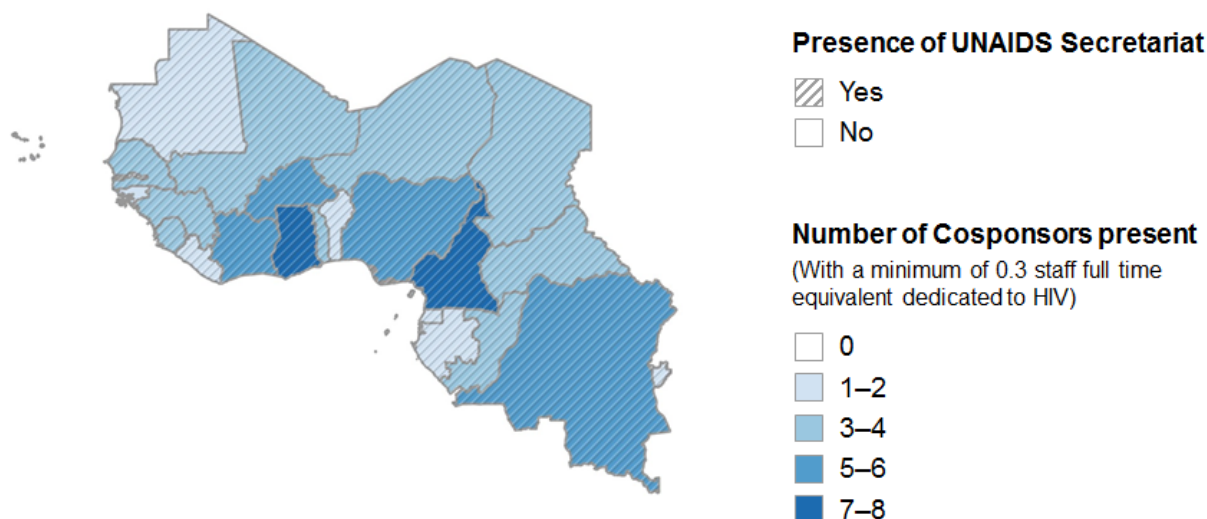 Presence of UNAIDS Secretariat
Yes
No
Number of Cosponsors present
(With a minimum of 0.3 staff full time
equivalent dedicated to HIV)
0
1–2
3–4
5–6
7–8